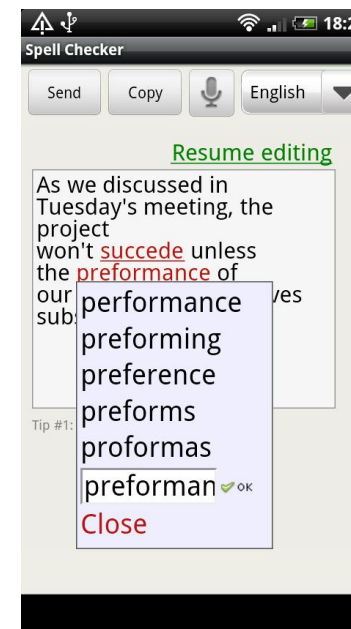 18:2
Spell Checker
Send Copy English
Resume editing
As we discussed in
Tuesday's meeting, the
project
won't succede unless
the preformance of
our ves
subs
performance
preforming
preference
preforms
proformas
preforman OK
Close
Tip #1: